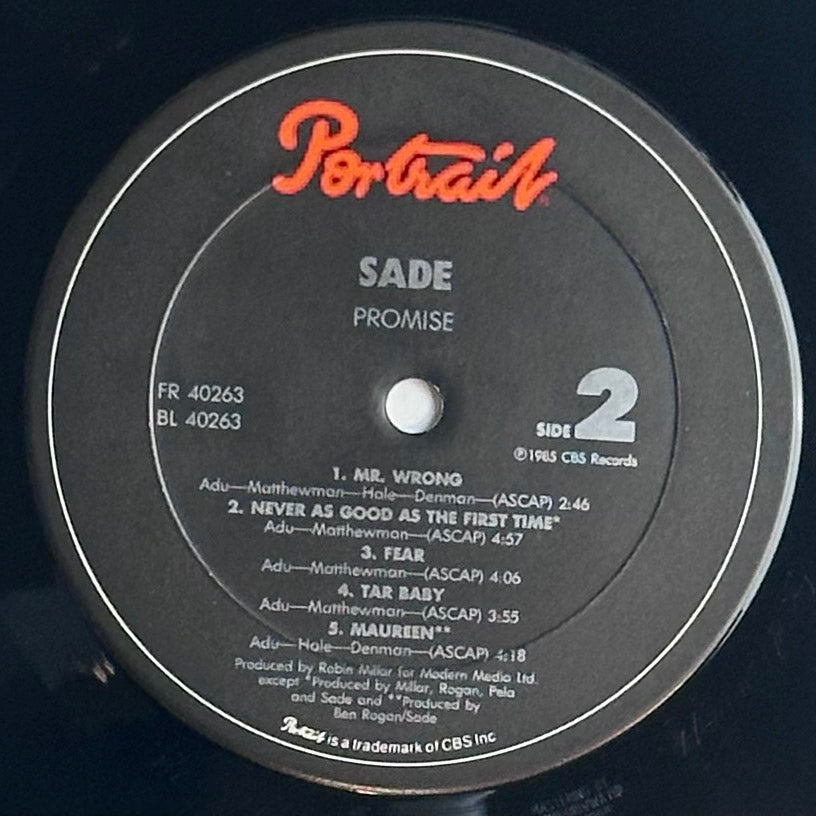 Portrait
SADE
PROMISE
FR 40263
BL 40263
SIDE 2
℗1985 CBS Records
1. MR. WRONG
Adu—Matthewman—Hale—Denman—(ASCAP) 2:46
2. NEVER AS GOOD AS THE FIRST TIME*
Adu—Matthewman—(ASCAP) 4:57
3. FEAR
Adu—Matthewman—(ASCAP) 4:06
4. TAR BABY
Adu—Matthewman—(ASCAP) 3:55
5. MAUREEN**
Adu—Hale—Denman—(ASCAP) 4:18
Produced by Robin Millar for Modern Media Ltd.
except *Produced by Millar, Rogan, Pela
and Sade and **Produced by
Ben Rogan/Sade
Portrait is a trademark of CBS Inc
MASTERING BY